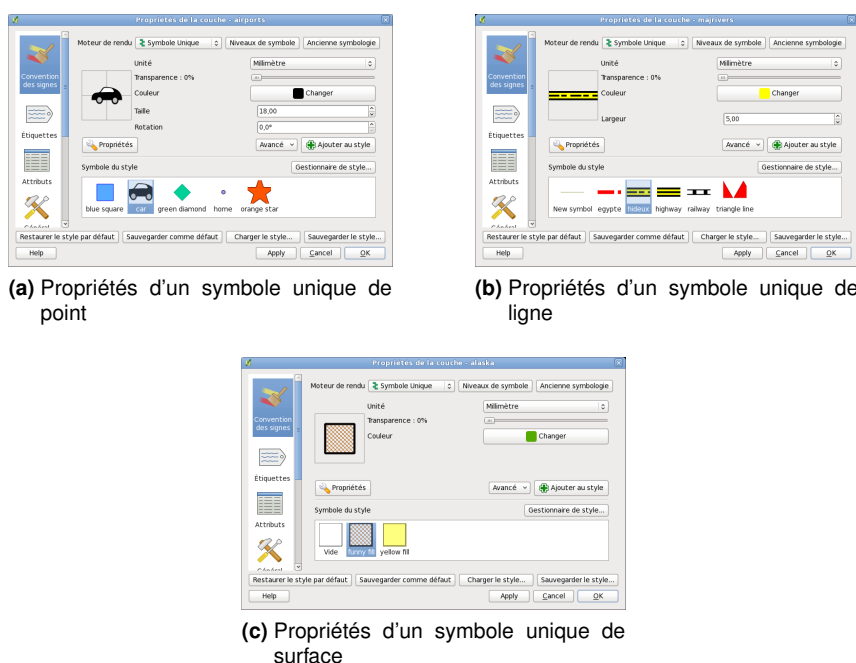 Propriétés de la couche - airports
Moteur de rendu Symbole Unique Niveaux de symbole Ancienne symbologie
Unité Millimètre
Transparence : 0%
Couleur Changer
Taille 18,00
Rotation 0,0°
Propriétés Avancé Ajouter au style
Symbole du style Gestionnaire de style...
blue square car green diamond home orange star
Convention des signes
Étiquettes
Attributs
Général
Restaurer le style par défaut Sauvegarder comme défaut Charger le style... Sauvegarder le style...
Help Apply Cancel OK
(a) Propriétés d'un symbole unique de
point
Propriétés de la couche - majrivers
Moteur de rendu Symbole Unique Niveaux de symbole Ancienne symbologie
Unité Millimètre
Transparence : 0%
Couleur Changer
Largeur 5,00
Propriétés Avancé Ajouter au style
Symbole du style Gestionnaire de style...
New symbol egypte hideux highway railway triangle line
Convention des signes
Étiquettes
Attributs
Général
Restaurer le style par défaut Sauvegarder comme défaut Charger le style... Sauvegarder le style...
Help Apply Cancel OK
(b) Propriétés d'un symbole unique de
ligne
Propriétés de la couche - alaska
Moteur de rendu Symbole Unique Niveaux de symbole Ancienne symbologie
Unité Millimètre
Transparence : 0%
Couleur Changer
Propriétés Avancé Ajouter au style
Symbole du style Gestionnaire de style...
Vide funny fill yellow fill
Convention des signes
Étiquettes
Attributs
Général
Restaurer le style par défaut Sauvegarder comme défaut Charger le style... Sauvegarder le style...
Help Apply Cancel OK
(c) Propriétés d'un symbole unique de
surface